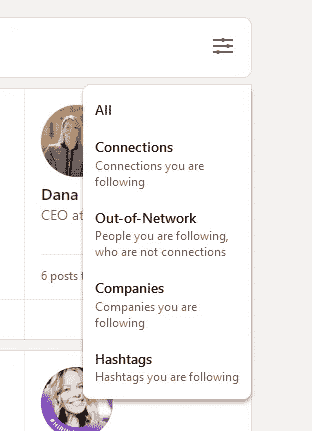 All
Connections
Connections you are
following
Dana
CEO at
Out-of-Network
People you are following,
who are not connections
6 posts
Companies
Companies you are
following
Hashtags
Hashtags you are following